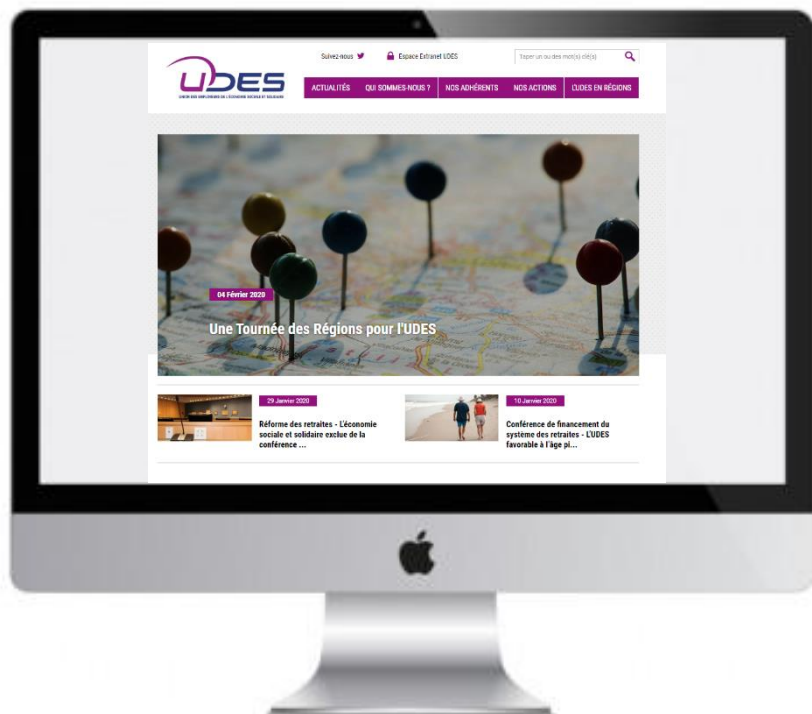 Suivez-nous
Espace Extranet UDES
Taper un ou des mot(s) clé(s)
UDES
UNION DES EMPLOYEURS DE L'ÉCONOMIE SOCIALE ET SOLIDAIRE
ACTUALITÉS
QUI SOMMES-NOUS ?
NOS ADHÉRENTS
NOS ACTIONS
L'UDES EN RÉGIONS
04 Février 2020
Une Tournée des Régions pour l'UDES
29 Janvier 2020
Réforme des retraites - L'économie
sociale et solidaire exclue de la
conférence ...
10 Janvier 2020
Conférence de financement du
système des retraites - L'UDES
favorable à l'âge pi...